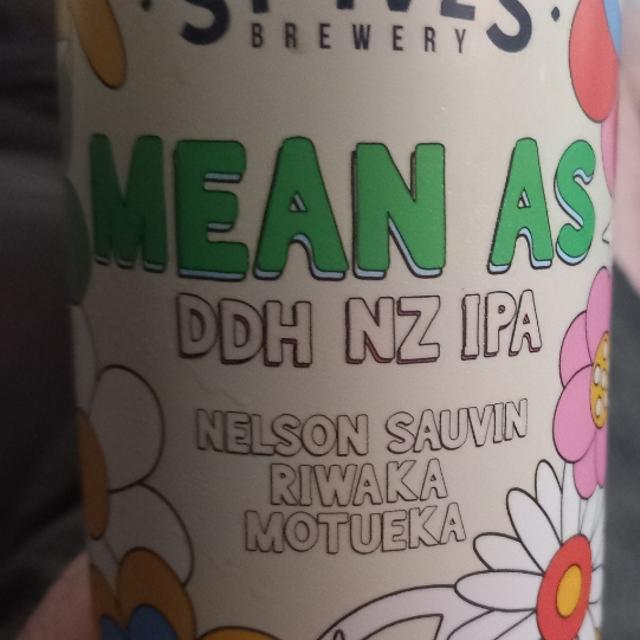 BREWERY
MEAN AS
DDH NZ IPA
NELSON SAUVIN
RIWAKA
MOTUEKA